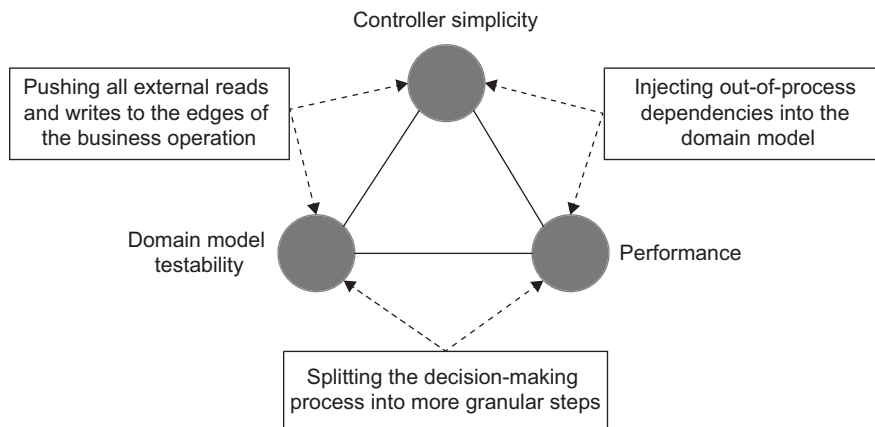 Controller simplicity
Pushing all external reads
and writes to the edges of
the business operation
Injecting out-of-process
dependencies into the
domain model
Domain model
testability
Performance
Splitting the decision-making
process into more granular steps